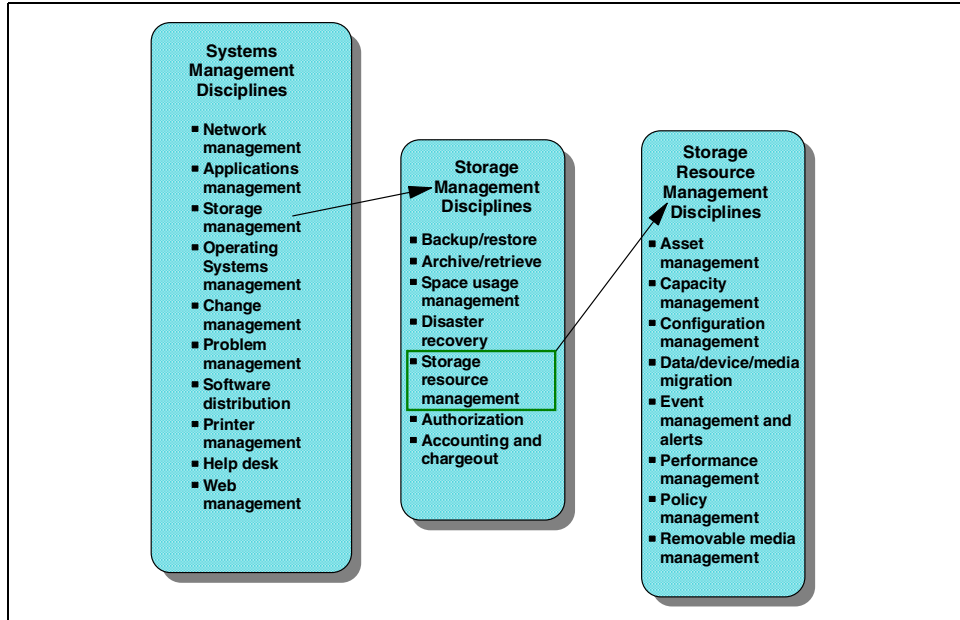 Systems
Management
Disciplines
▪ Network
management
▪ Applications
management
▪ Storage
management
▪ Operating
Systems
management
▪ Change
management
▪ Problem
management
▪ Software
distribution
▪ Printer
management
▪ Help desk
▪ Web
management
Storage
Management
Disciplines
▪ Backup/restore
▪ Archive/retrieve
▪ Space usage
management
▪ Disaster
recovery
▪ Storage
resource
management
▪ Authorization
▪ Accounting and
chargeout
Storage
Resource
Management
Disciplines
▪ Asset
management
▪ Capacity
management
▪ Configuration
management
▪ Data/device/media
migration
▪ Event
management and
alerts
▪ Performance
management
▪ Policy
management
▪ Removable media
management